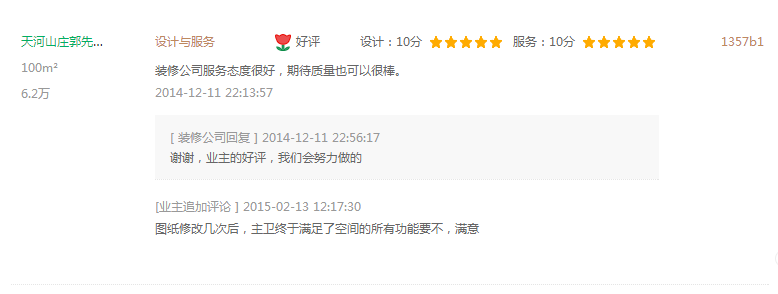 天河山庄郭先... 设计与服务 好评 设计：10分 服务：10分 1357b1
100m²
装修公司服务态度很好，期待质量也可以很棒。
6.2万
2014-12-11 22:13:57
[ 装修公司回复 ] 2014-12-11 22:56:17
谢谢，业主的好评，我们会努力做的
[业主追加评论 ] 2015-02-13 12:17:30
图纸修改几次后，主卫终于满足了空间的所有功能要不，满意